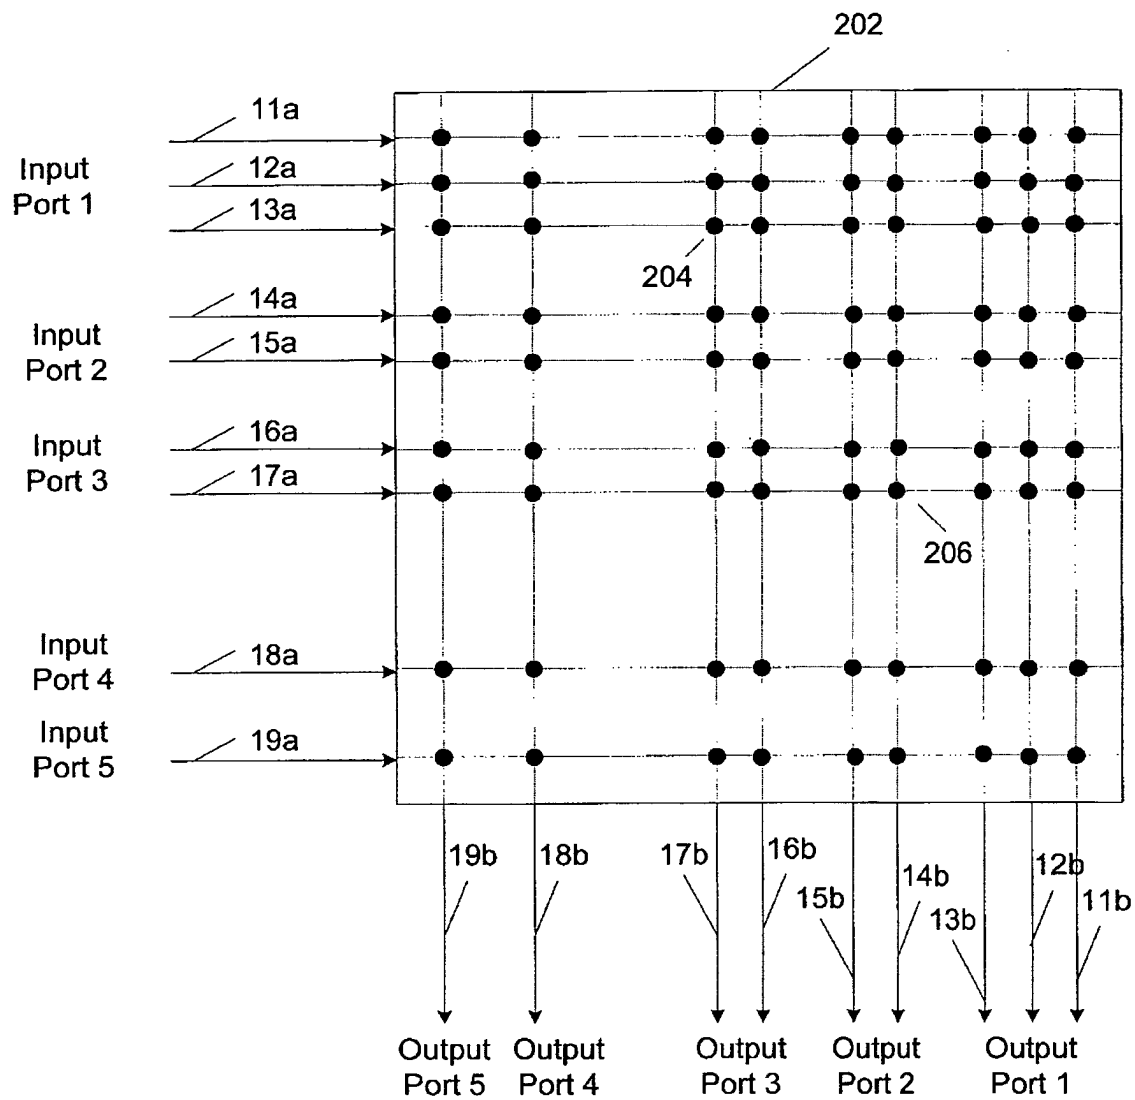 202
11a
Input
Port 1
12a
13a
204
14a
Input
Port 2
15a
16a
Input
Port 3
17a
206
Input
Port 4
18a
Input
Port 5
19a
19b
18b
17b
16b
15b
14b
13b
12b
11b
Output
Port 5
Output
Port 4
Output
Port 3
Output
Port 2
Output
Port 1